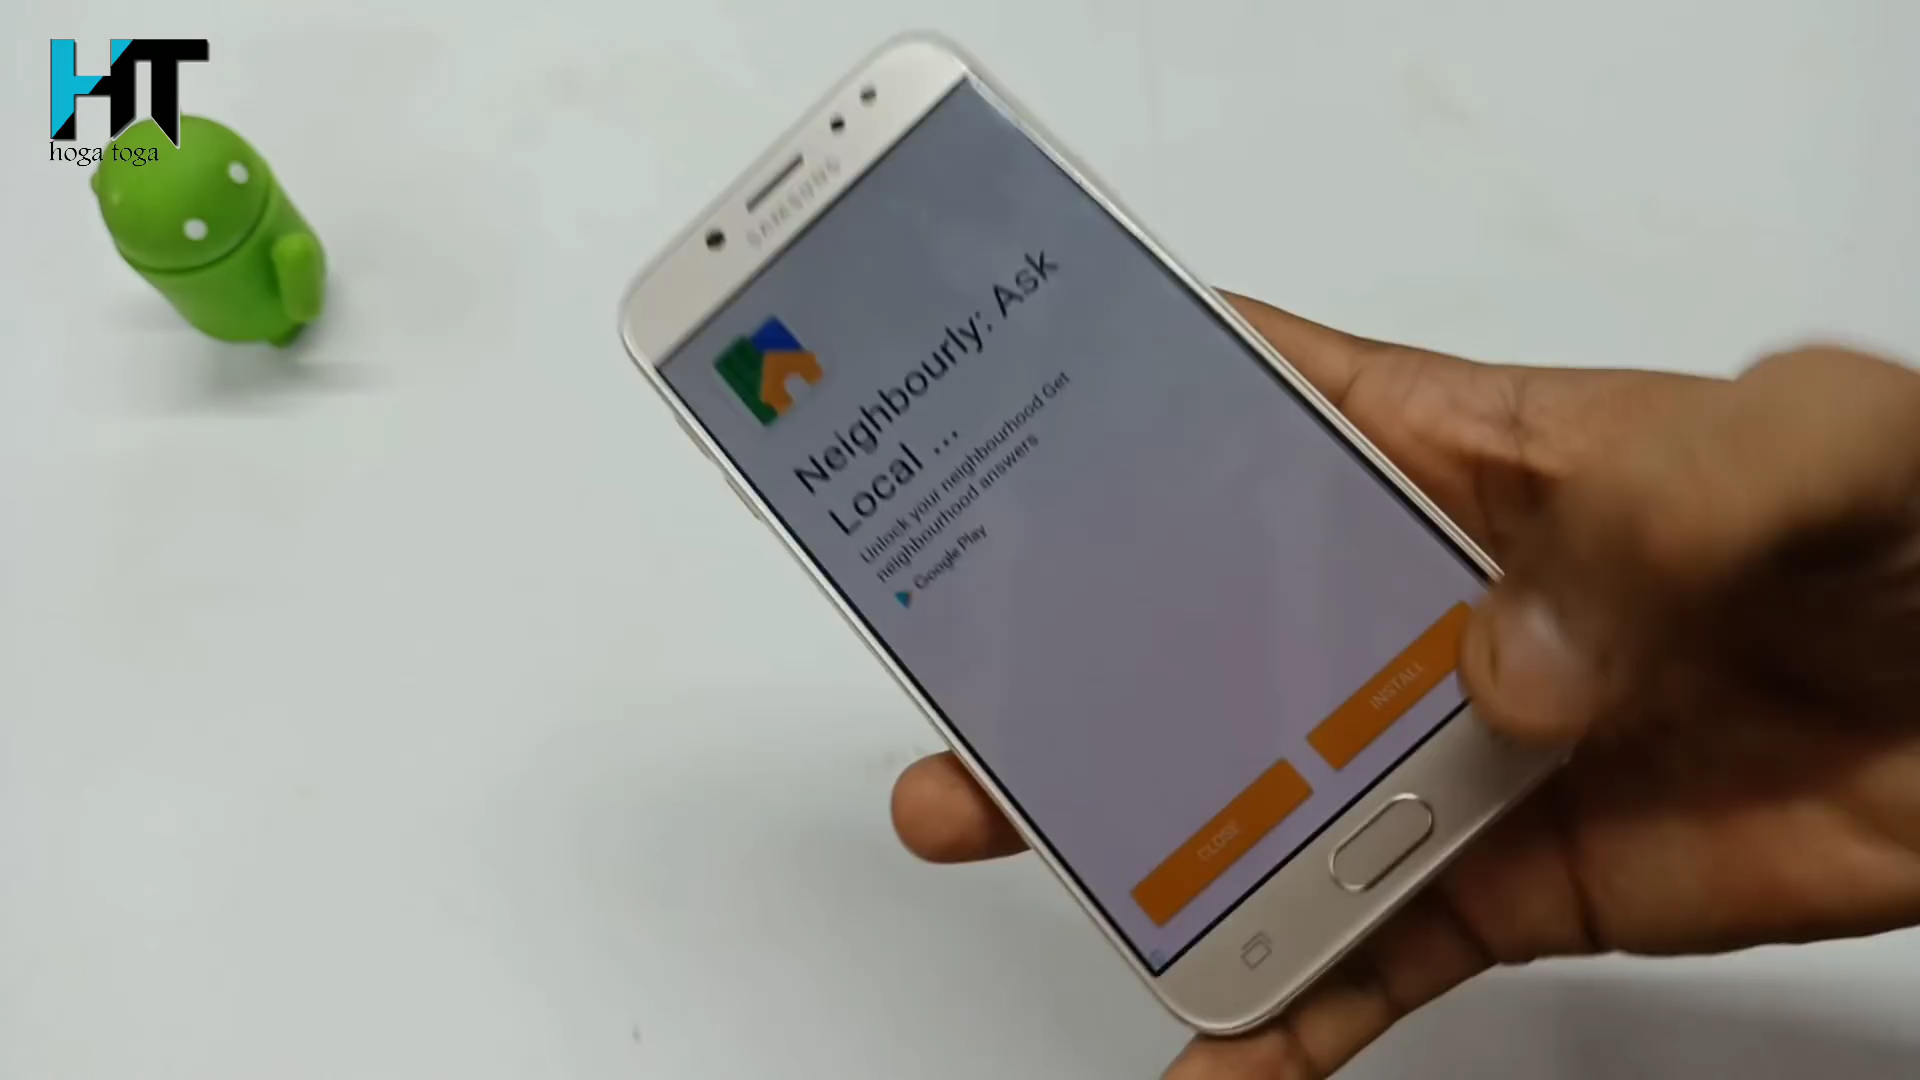 HT
hoga toga
SAMSUNG
Neighbourly: Ask
Local ...
Unlock your neighbourhood Get
neighbourhood answers
Google Play
INSTALL
CLOSE